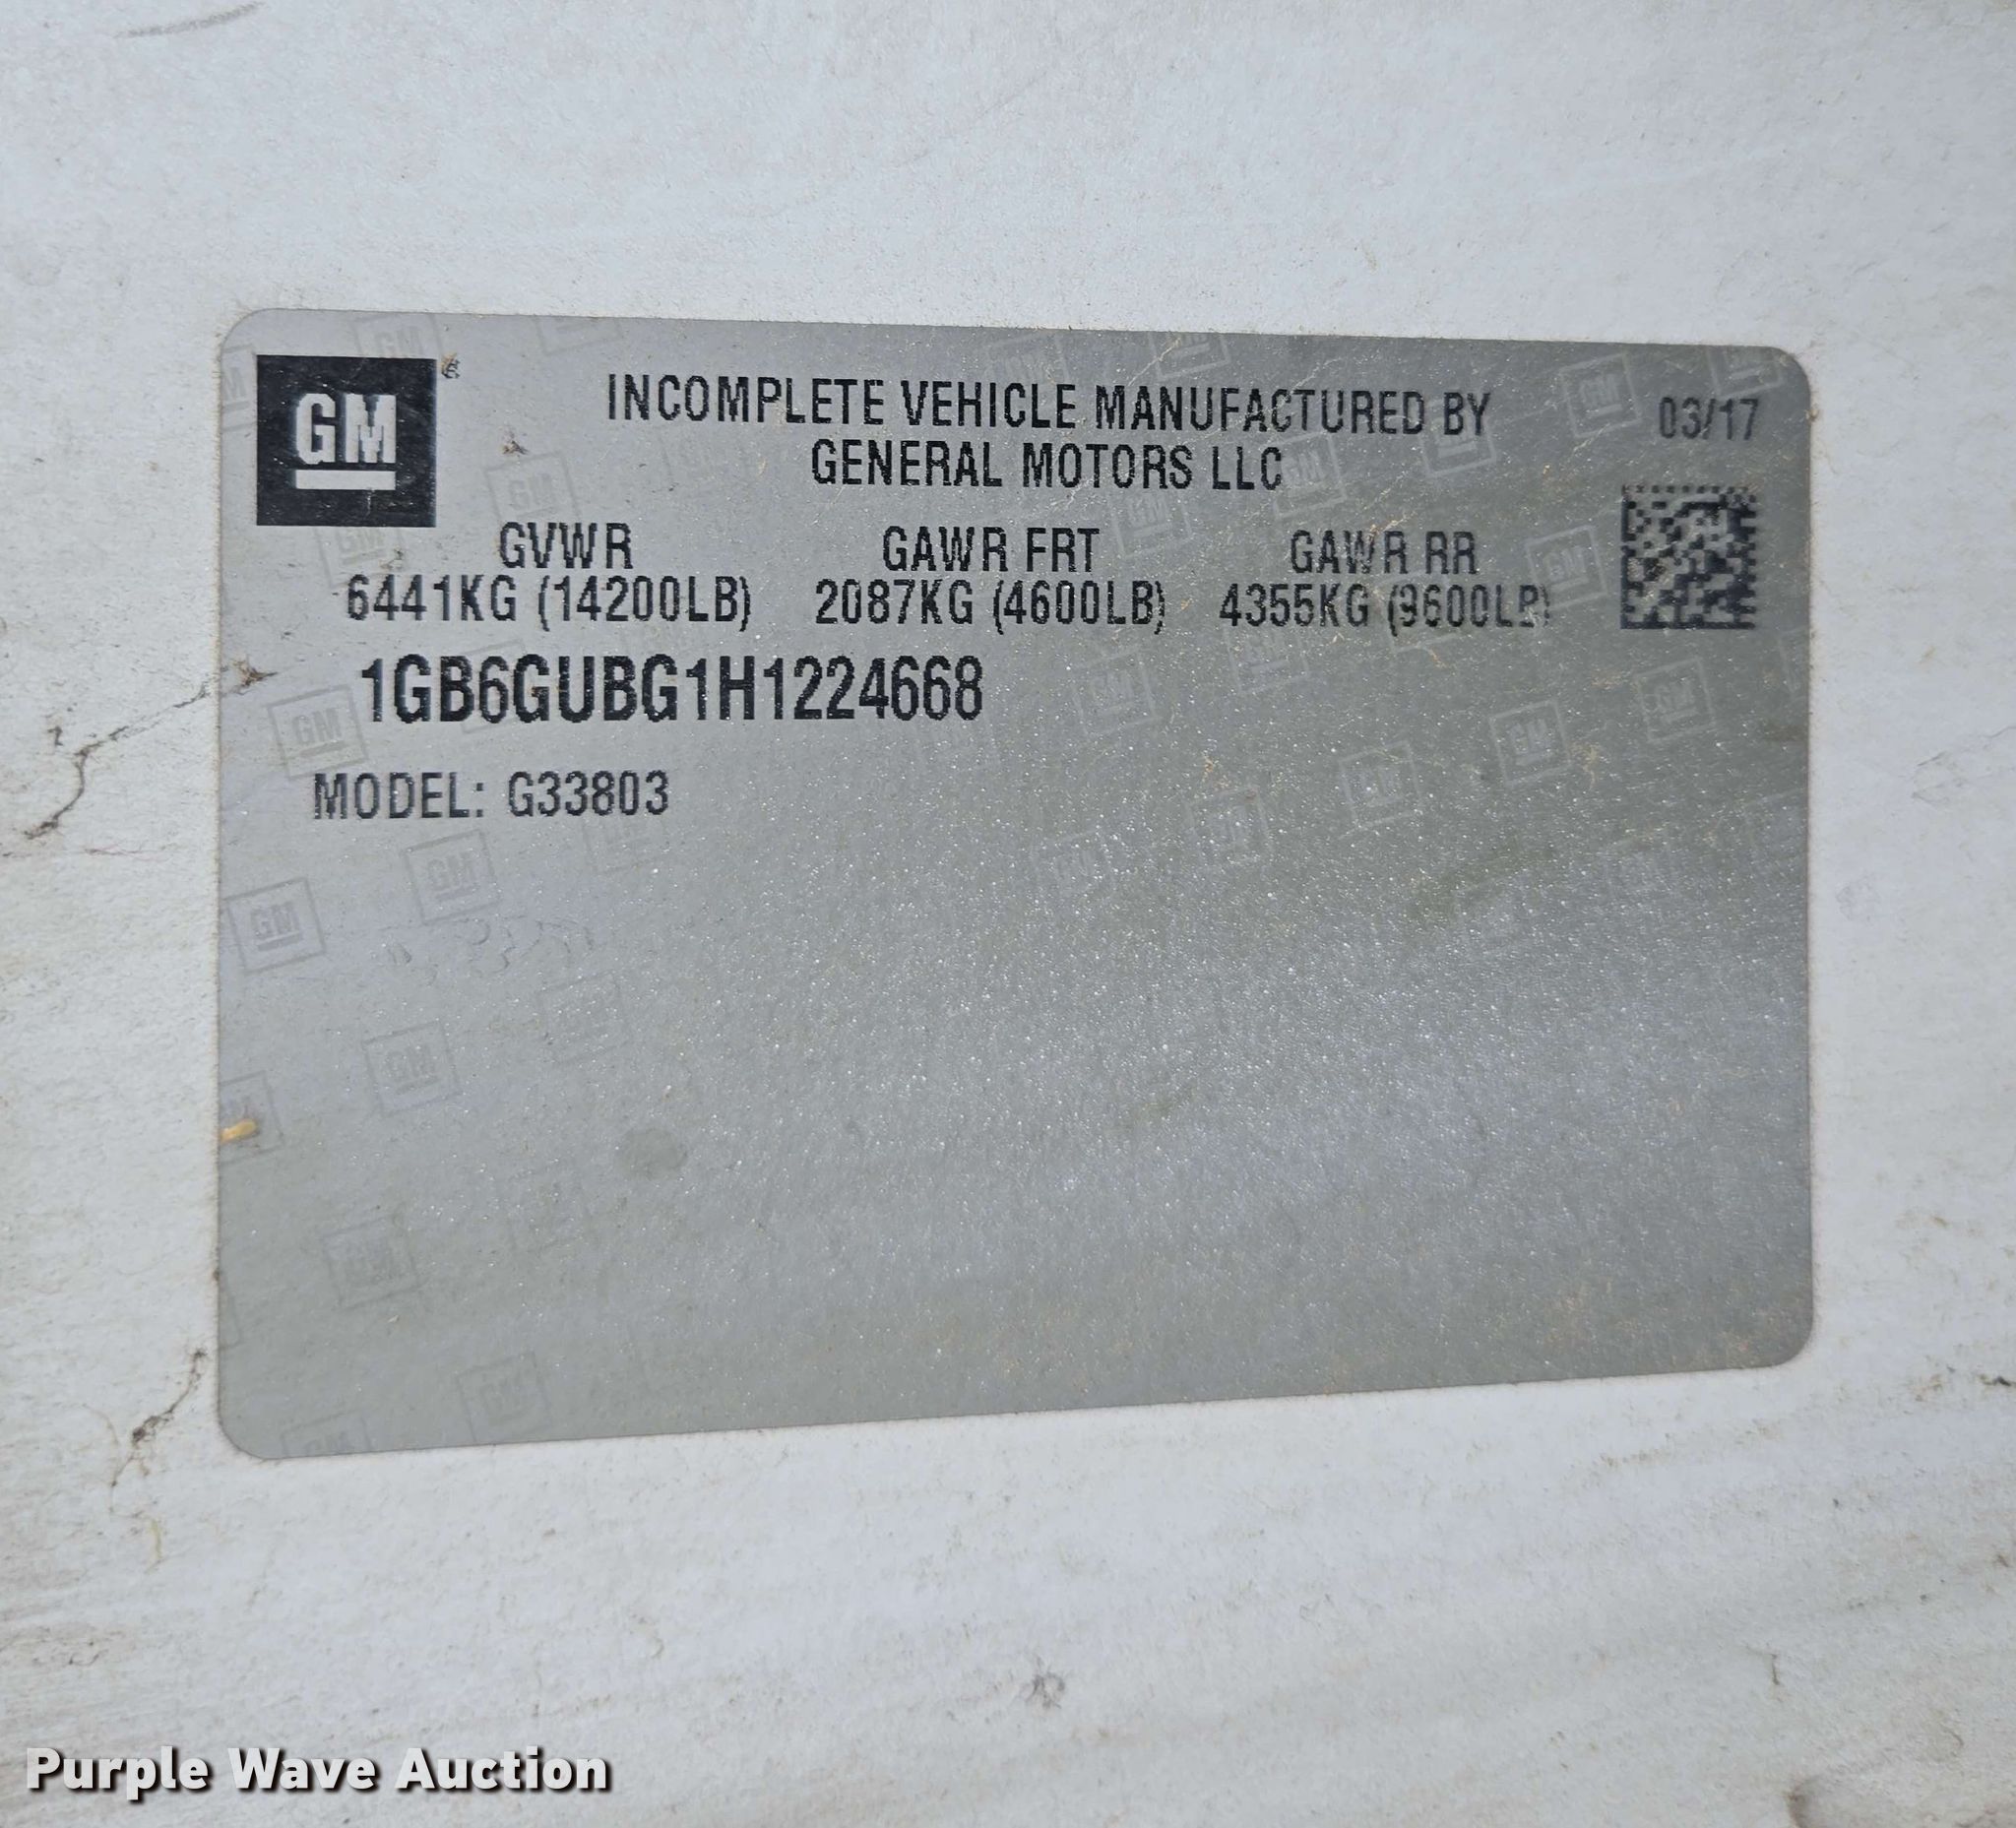 GM
INCOMPLETE VEHICLE MANUFACTURED BY
03/17
GENERAL MOTORS LLC
GVWR GAWR FRT GAWR RR
6441KG (14200LB) 2087KG (4600LB) 4355KG (9600LB)
1GB6GUBG1H1224668
MODEL: G33803
Purple Wave Auction